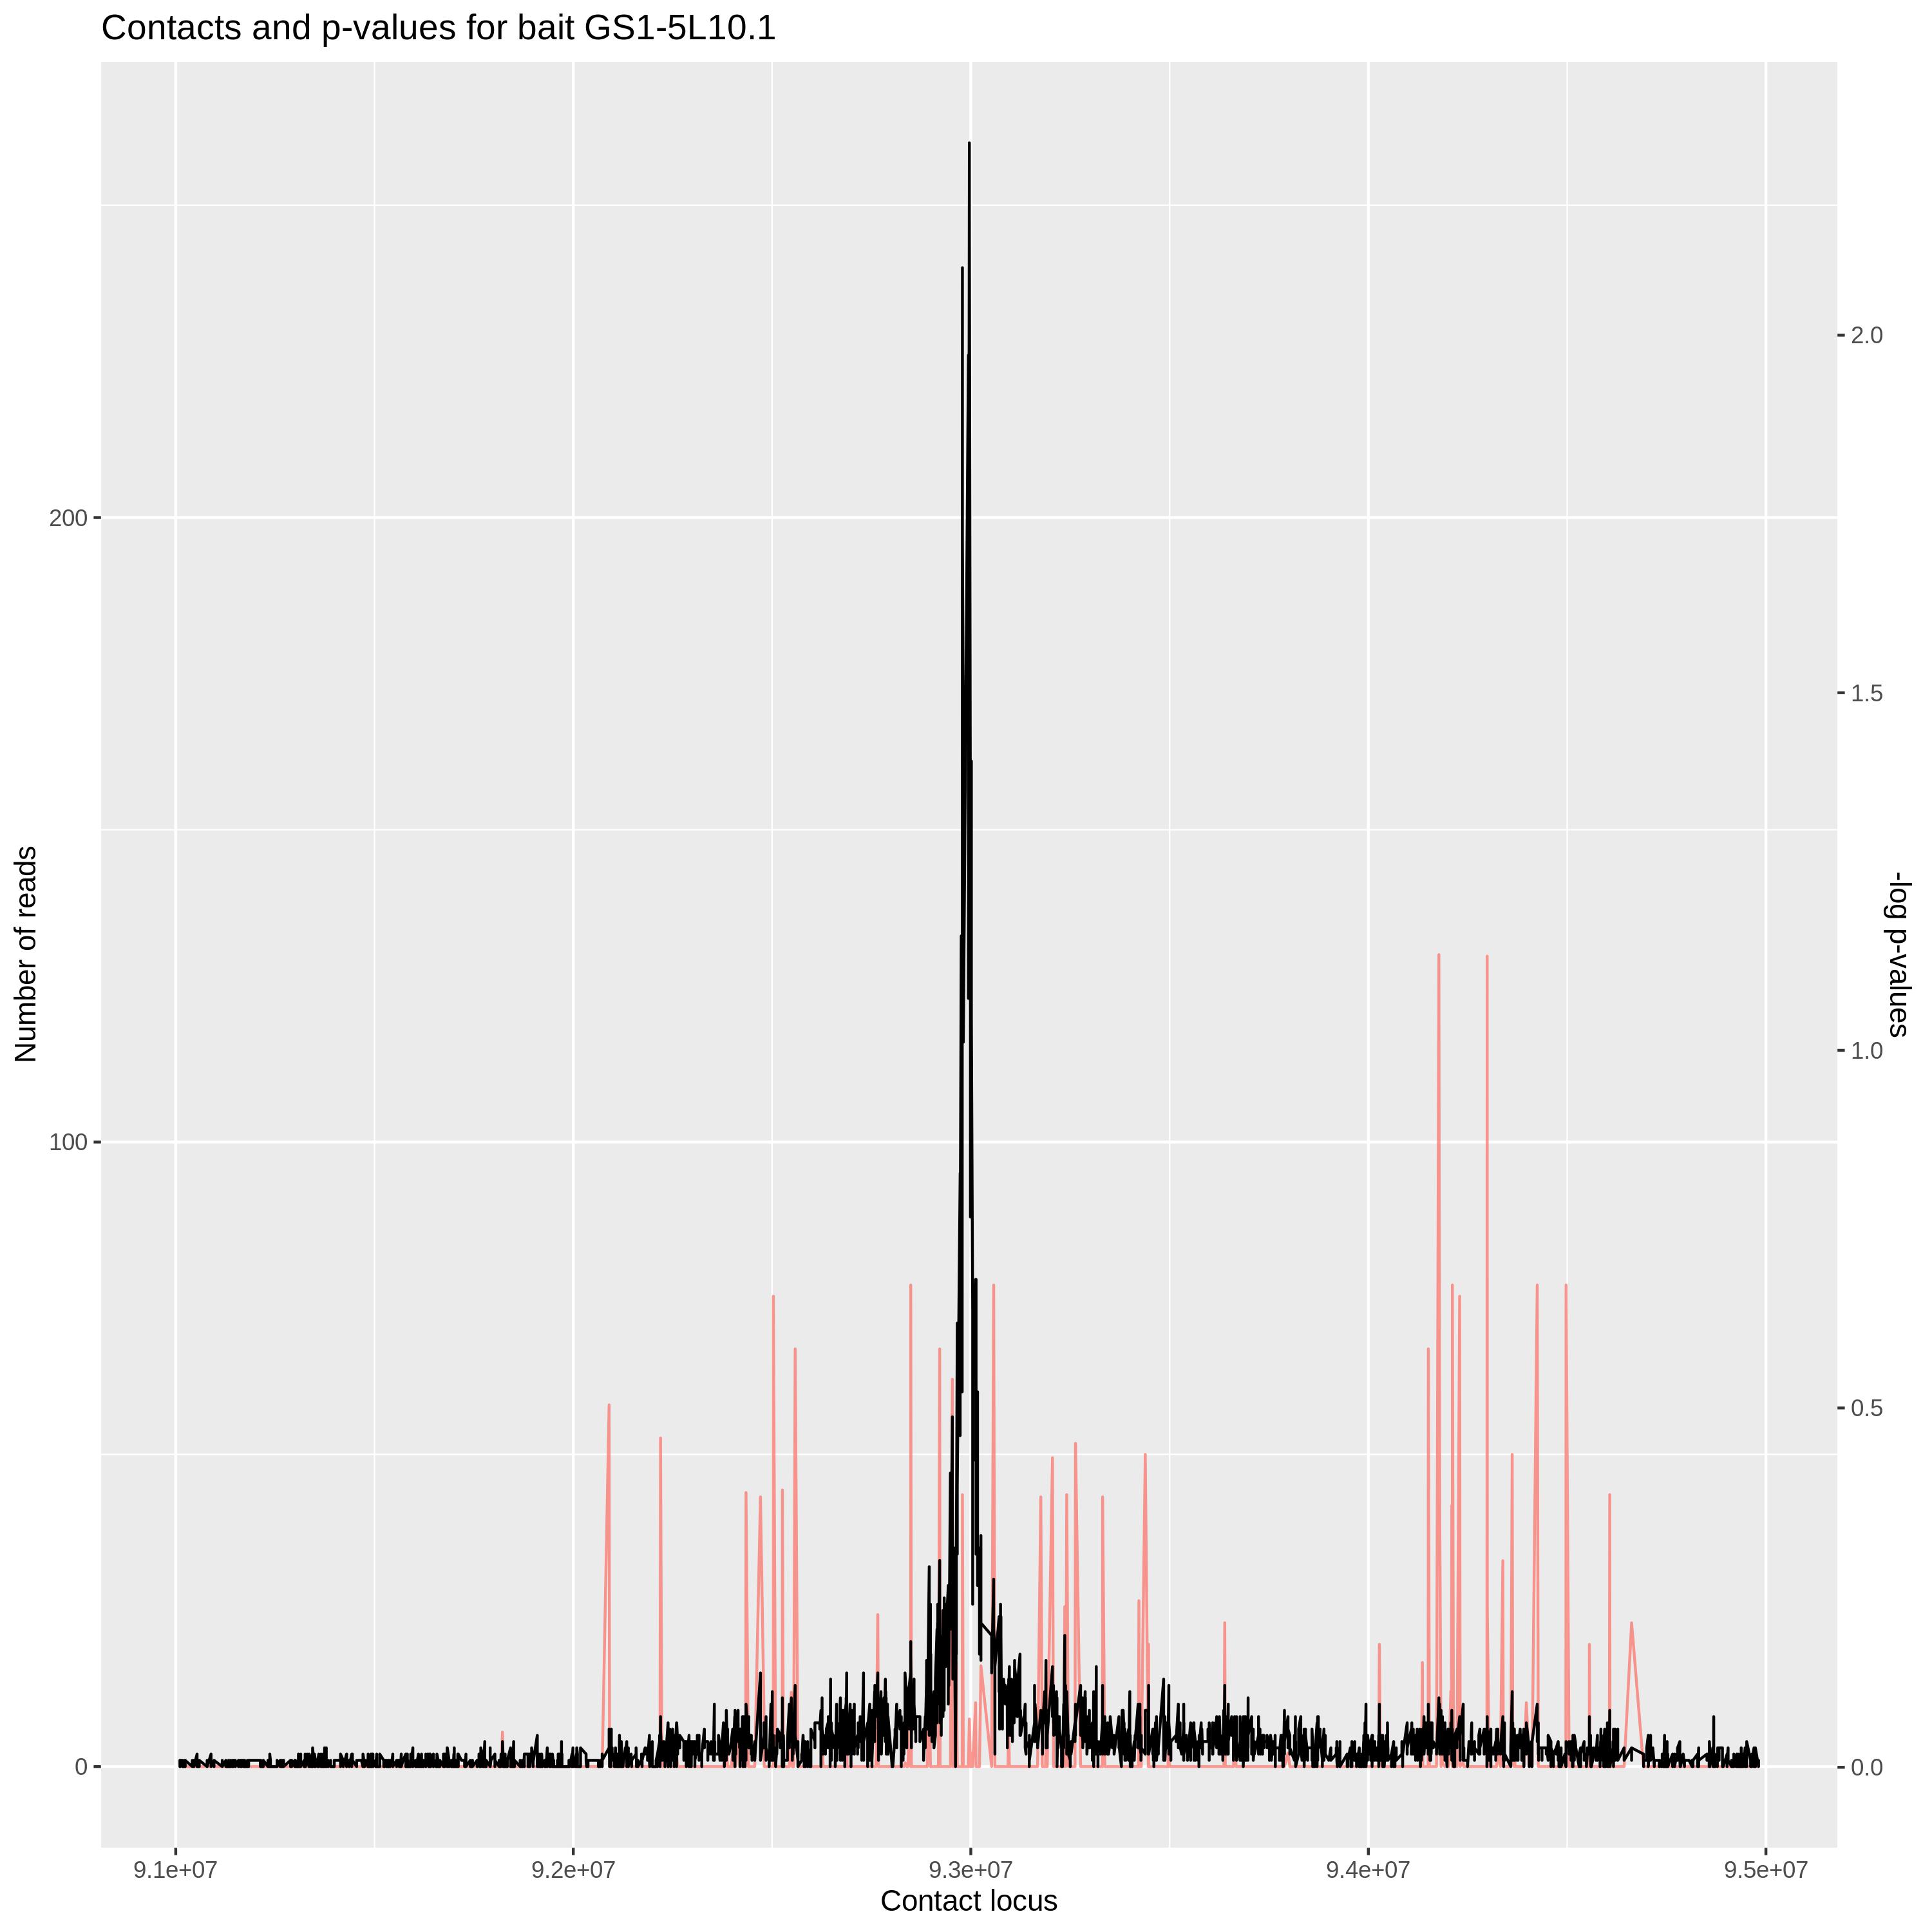 Contacts and p-values for bait GS1-5L10.1
Number of reads
200
100
0
2.0
1.5
1.0
0.5
0.0
-log p-values
9.1e+07 9.2e+07 9.3e+07 9.4e+07 9.5e+07
Contact locus